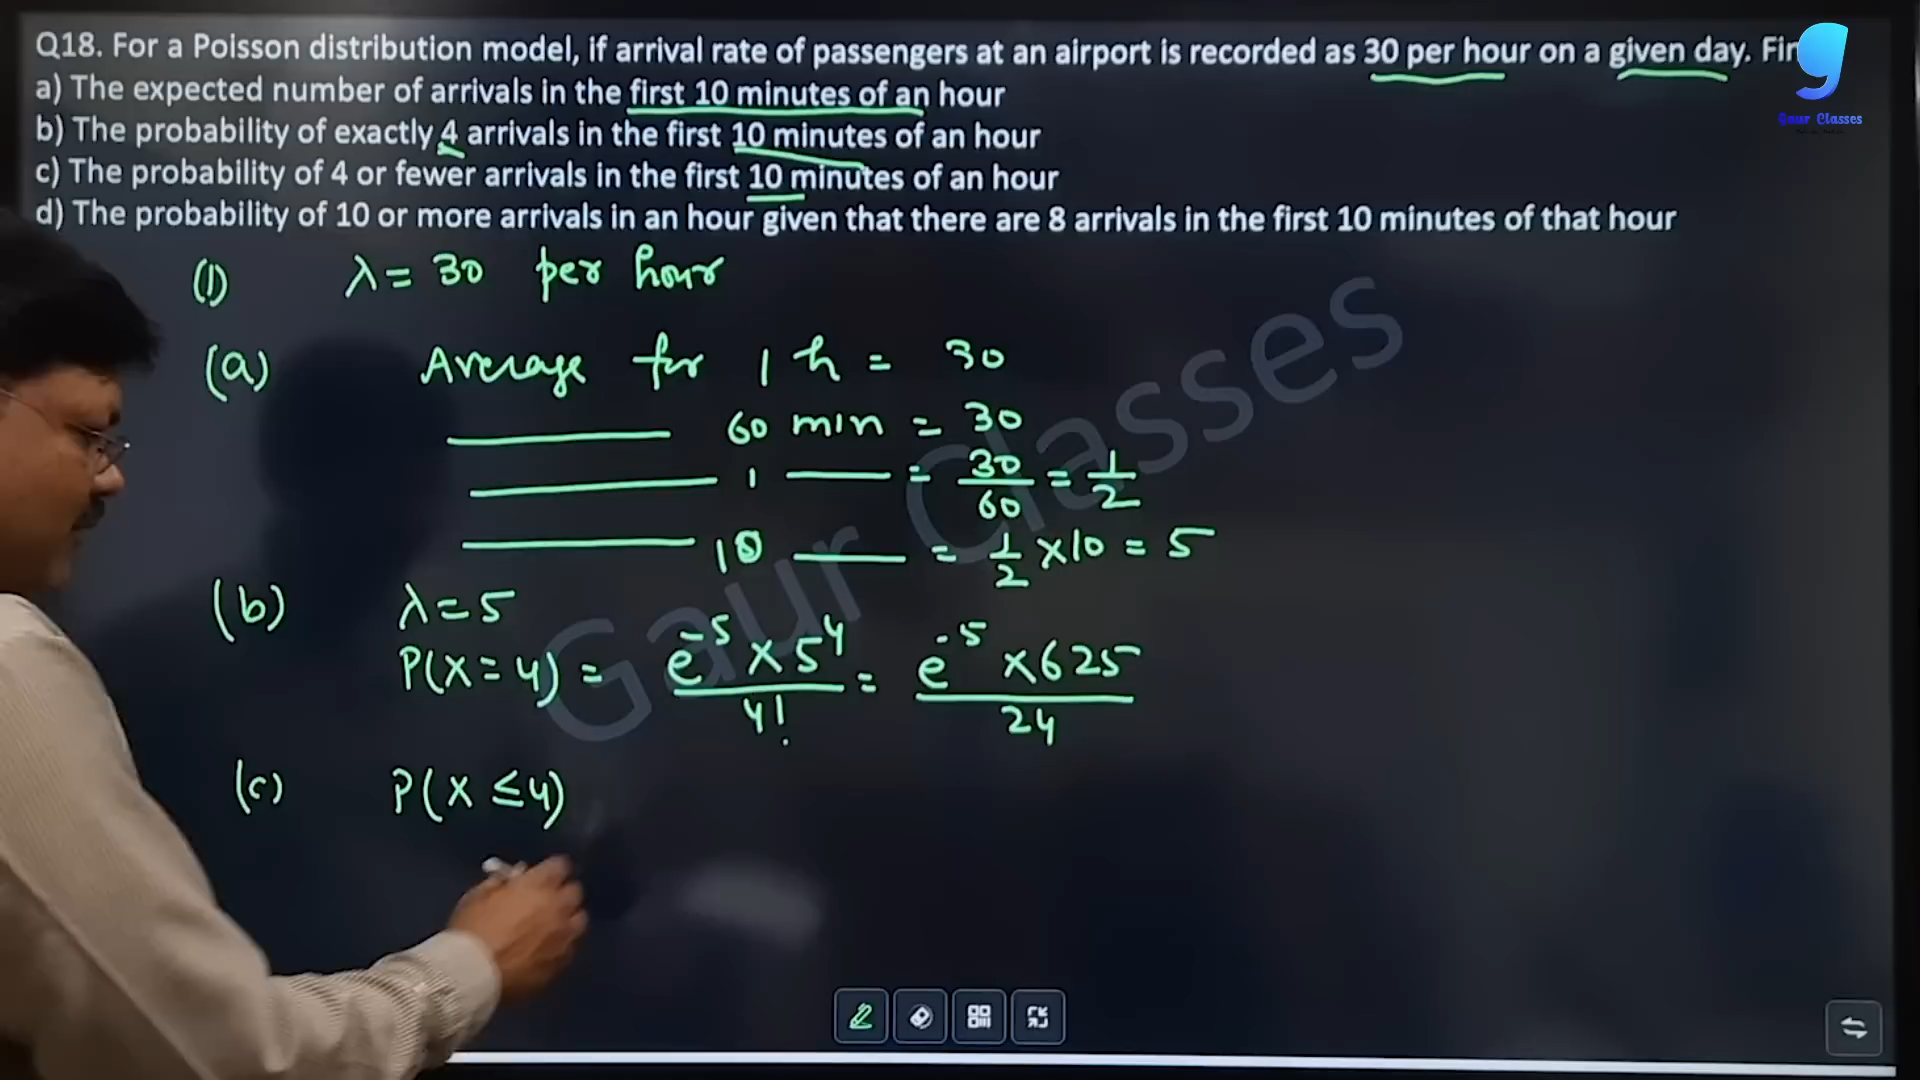 Q18. For a Poisson distribution model, if arrival rate of passengers at an airport is recorded as 30 per hour on a given day. Fin
a) The expected number of arrivals in the first 10 minutes of an hour
b) The probability of exactly 4 arrivals in the first 10 minutes of an hour
c) The probability of 4 or fewer arrivals in the first 10 minutes of an hour
d) The probability of 10 or more arrivals in an hour given that there are 8 arrivals in the first 10 minutes of that hour
Gaur Classes
(1) λ = 30 per hour
(a) Average for 1 h = 30
60 min = 30
1 = 30/60 = 1/2
10 = 1/2 × 10 = 5
(b) λ = 5
P(X = 4) = e^-5 × 5^4 / 4! = e^-5 × 625 / 24
(c) P(X ≤ 4)
Gaur Classes